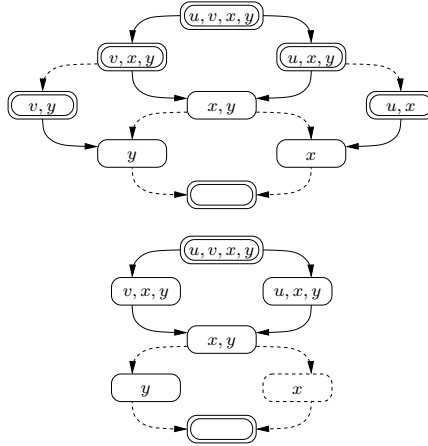 u, v, x, y
v, x, y u, x, y
v, y x, y u, x
y x
u, v, x, y
v, x, y u, x, y
x, y
y x